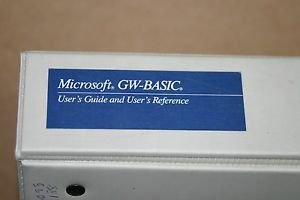 Microsoft® GW-BASIC®
User's Guide and User's Reference